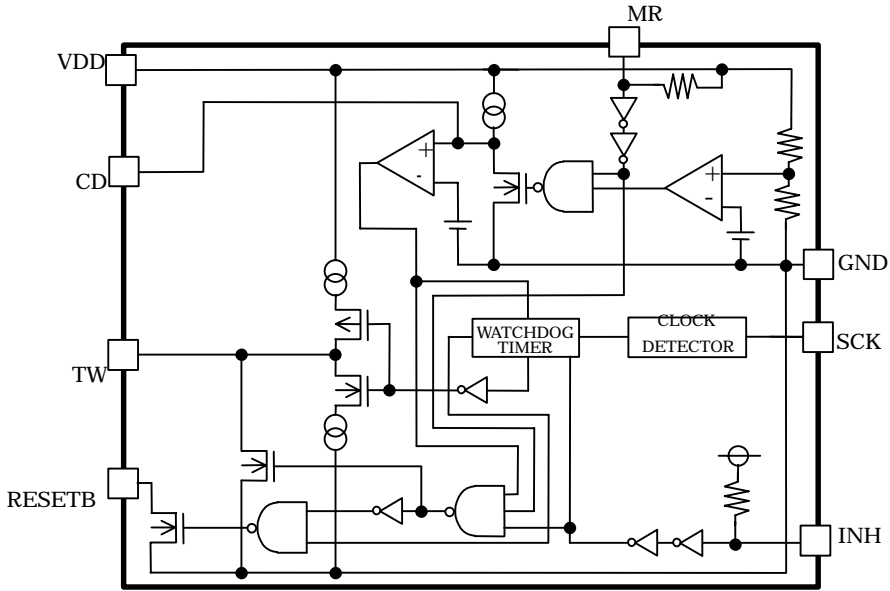 MR
VDD
CD
+
-
+
-
GND
WATCHDOG
TIMER
CLOCK
DETECTOR
SCK
TW
RESETB
INH